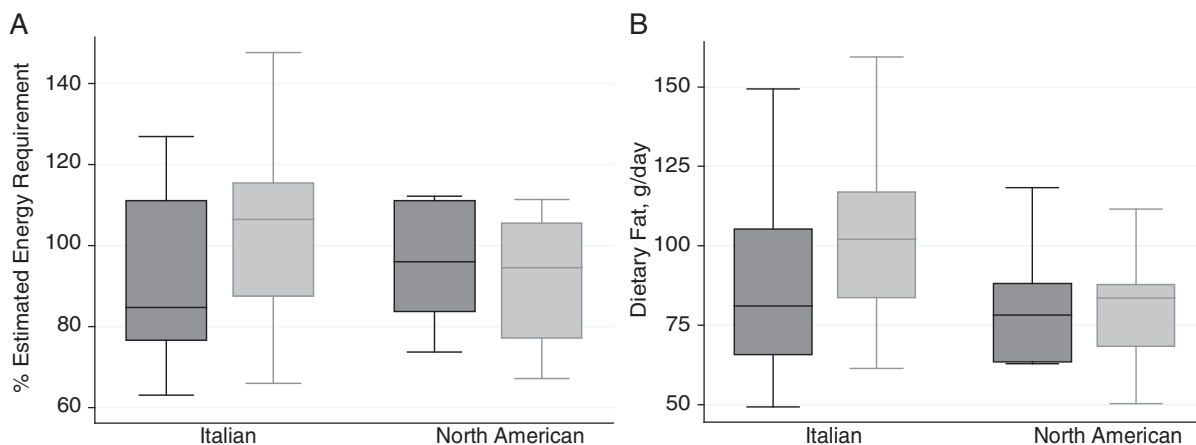 A
% Estimated Energy Requirement
140
120
100
80
60
Italian
North American
B
Dietary Fat, g/day
150
125
100
75
50
Italian
North American